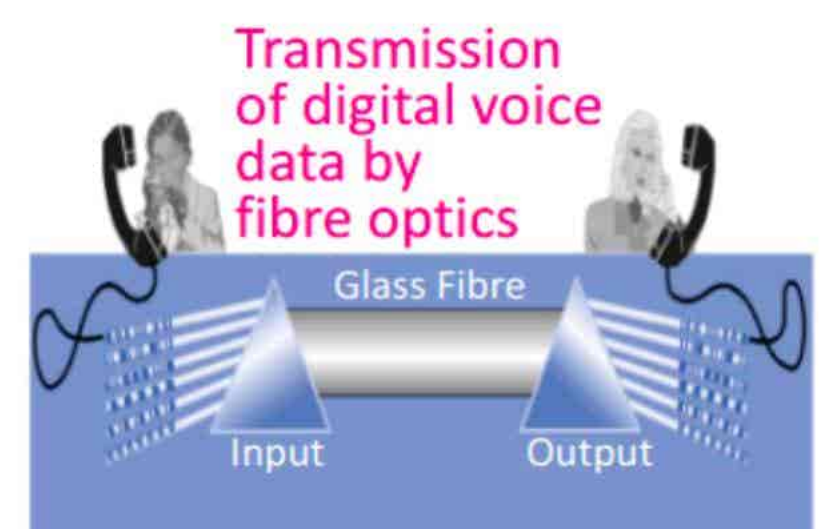 Transmission
of digital voice
data by
fibre optics
Glass Fibre
Input
Output